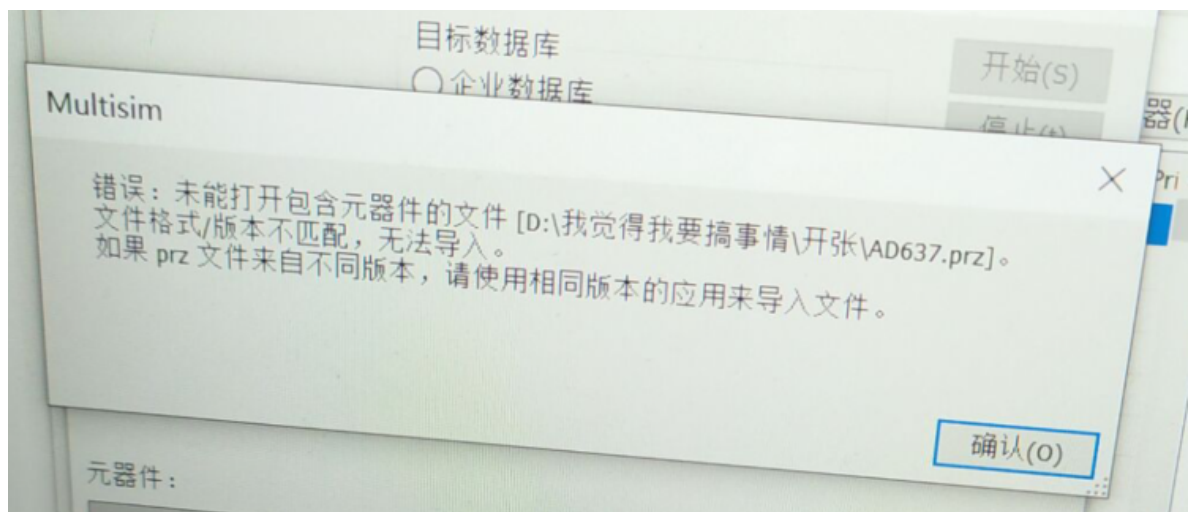 目标数据库
企业数据库
开始(S)
停止(t)
器(
Pri
Multisim
错误：未能打开包含元器件的文件 [D:\我觉得我要搞事情\开张\AD637.prz]。
文件格式/版本不匹配，无法导入。
如果 prz 文件来自不同版本，请使用相同版本的应用来导入文件。
确认(O)
元器件：